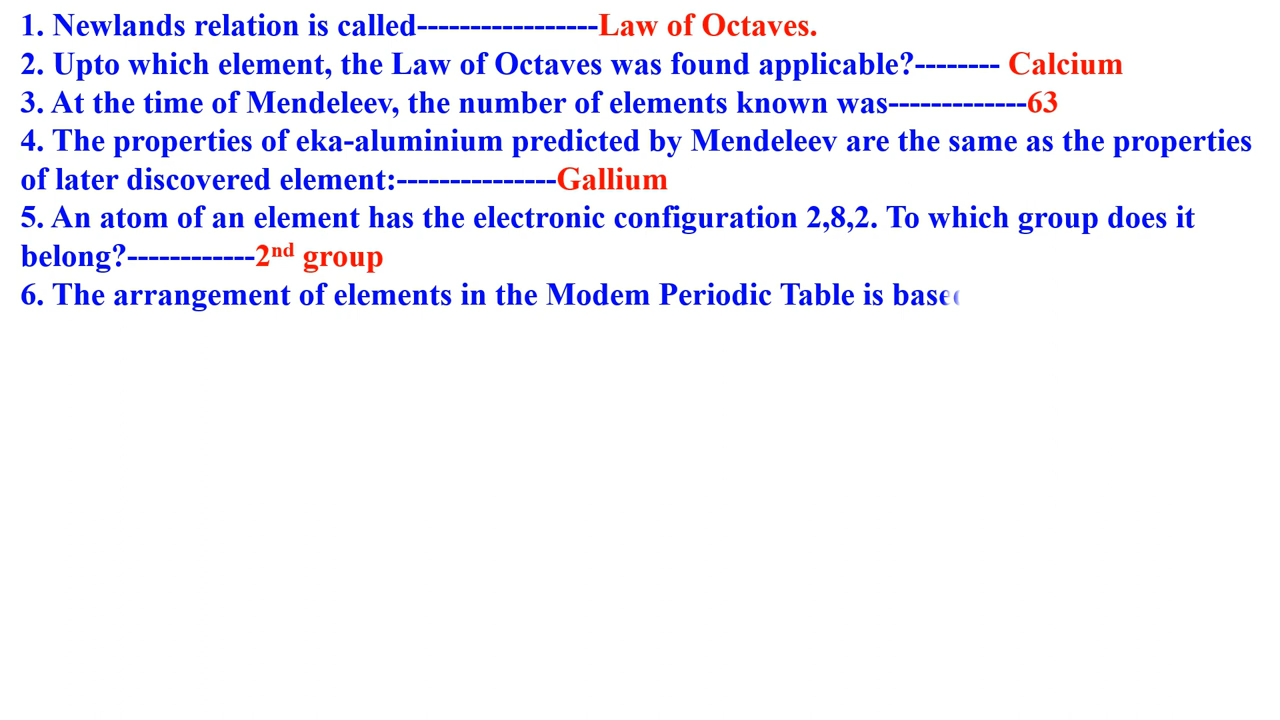 1. Newlands relation is called-----------------Law of Octaves.
2. Upto which element, the Law of Octaves was found applicable?-------- Calcium
3. At the time of Mendeleev, the number of elements known was-------------63
4. The properties of eka-aluminium predicted by Mendeleev are the same as the properties
of later discovered element:---------------Gallium
5. An atom of an element has the electronic configuration 2,8,2. To which group does it
belong?------------2nd group
6. The arrangement of elements in the Modem Periodic Table is